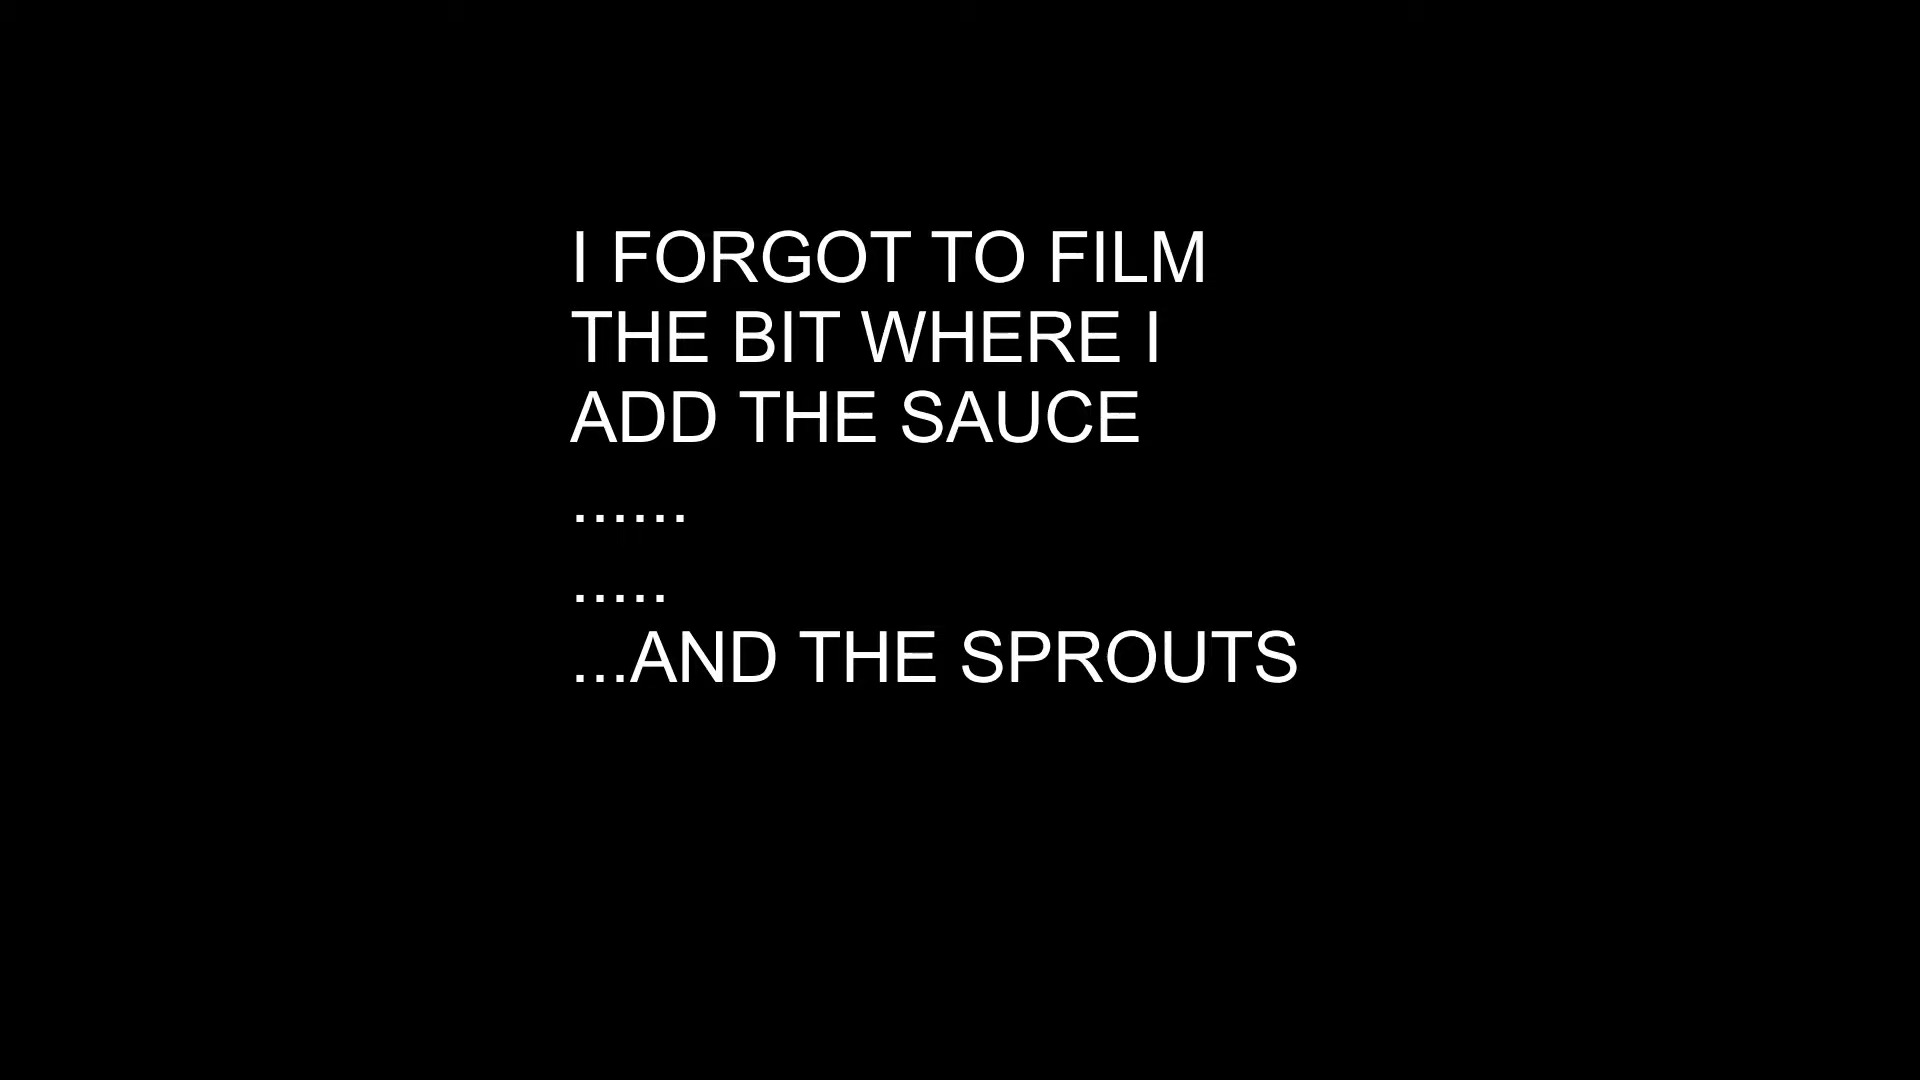 I FORGOT TO FILM
THE BIT WHERE I
ADD THE SAUCE
......
.....
...AND THE SPROUTS